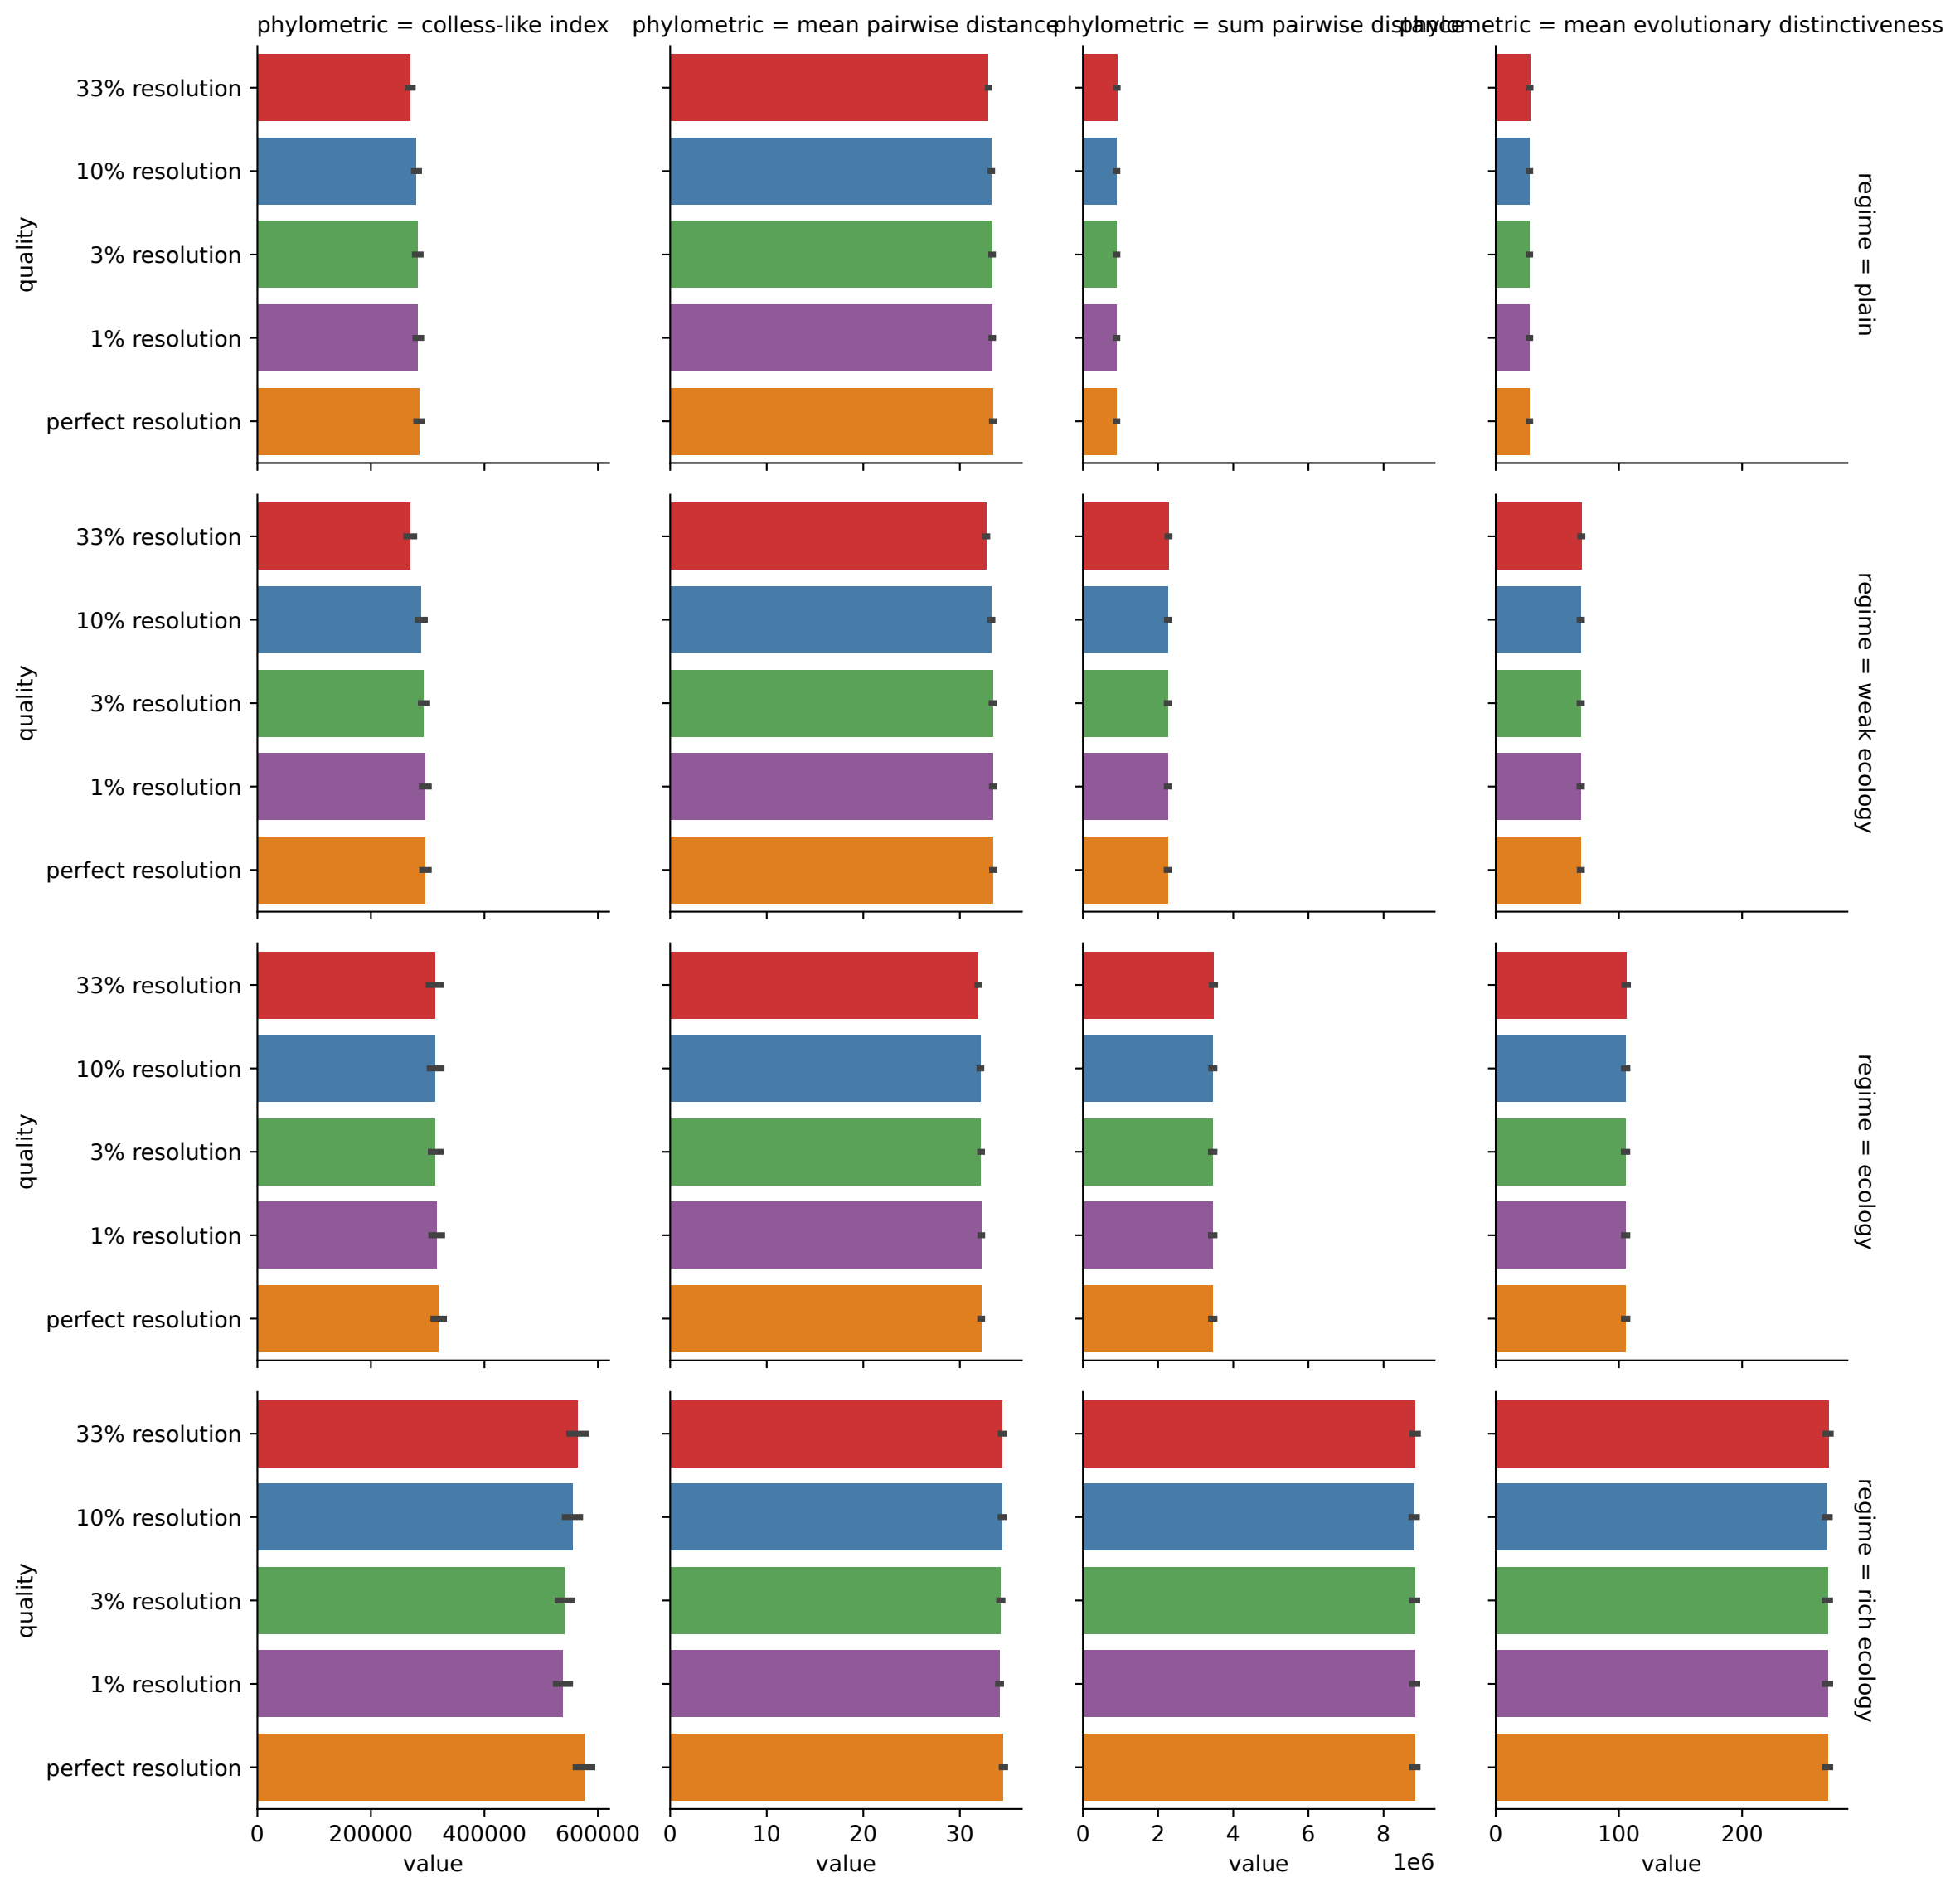 phylometric = colless-like index
phylometric = mean pairwise distance
phylometric = sum pairwise distance
phylometric = mean evolutionary distinctiveness
quality
33% resolution
10% resolution
3% resolution
1% resolution
perfect resolution
regime = plain
quality
33% resolution
10% resolution
3% resolution
1% resolution
perfect resolution
regime = weak ecology
quality
33% resolution
10% resolution
3% resolution
1% resolution
perfect resolution
regime = ecology
quality
33% resolution
10% resolution
3% resolution
1% resolution
perfect resolution
regime = rich ecology
0 200000 400000 600000
value
0 10 20 30
value
0 2 4 6 8
1e6
value
0 100 200
value